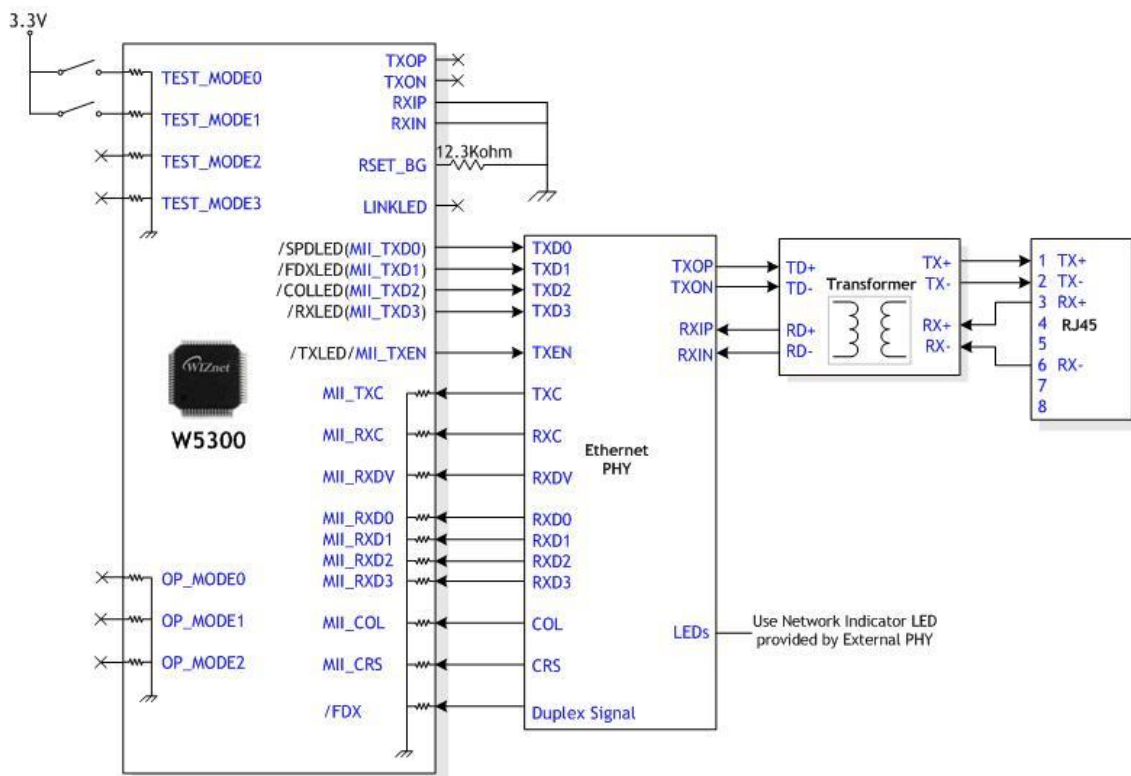 3.3V
TEST_MODE0
TEST_MODE1
TEST_MODE2
TEST_MODE3
TXOP
TXON
RXIP
RXIN
RSET_BG
12.3Kohm
LINKLED
/SPDLED(MII_TXD0)
/FDXLED(MII_TXD1)
/COLLED(MII_TXD2)
/RXLED(MII_TXD3)
/TXLED/MII_TXEN
MII_TXC
MII_RXC
MII_RXDV
MII_RXD0
MII_RXD1
MII_RXD2
MII_RXD3
MII_COL
MII_CRS
/FDX
WIZnet
W5300
OP_MODE0
OP_MODE1
OP_MODE2
TXD0
TXD1
TXD2
TXD3
TXEN
TXC
RXC
RXDV
RXD0
RXD1
RXD2
RXD3
COL
CRS
Duplex Signal
Ethernet
PHY
TXOP
TXON
RXIP
RXIN
LEDs
Use Network Indicator LED
provided by External PHY
TD+
TD-
RD+
RD-
Transformer
TX+
TX-
RX+
RX-
1 TX+
2 TX-
3 RX+
4
5
6 RX-
7
8
RJ45